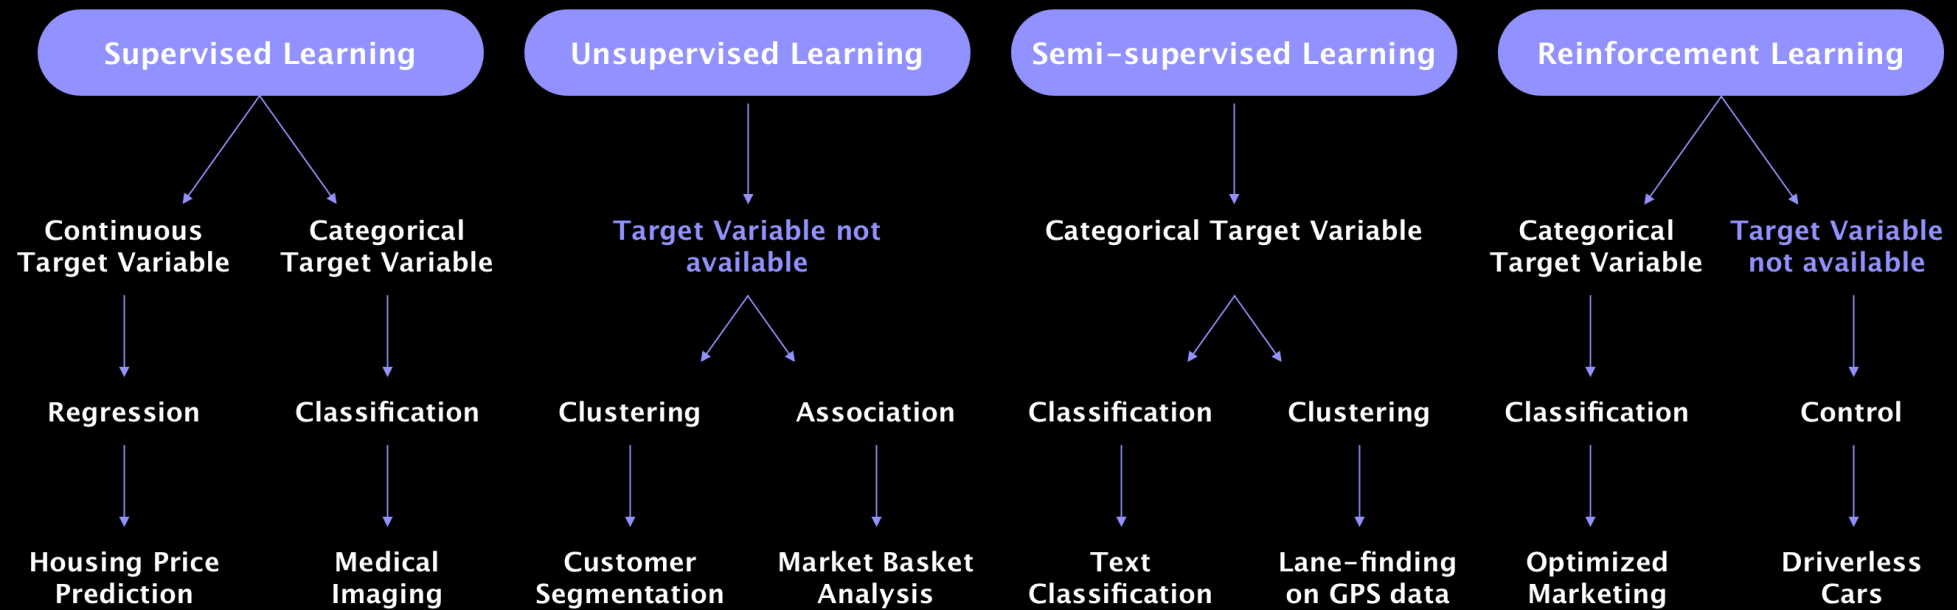 Supervised Learning
Unsupervised Learning
Semi-supervised Learning
Reinforcement Learning
Continuous
Target Variable
Categorical
Target Variable
Target Variable not
available
Categorical Target Variable
Categorical
Target Variable
Target Variable
not available
Regression
Classification
Clustering
Association
Classification
Clustering
Classification
Control
Housing Price
Prediction
Medical
Imaging
Customer
Segmentation
Market Basket
Analysis
Text
Classification
Lane-finding
on GPS data
Optimized
Marketing
Driverless
Cars